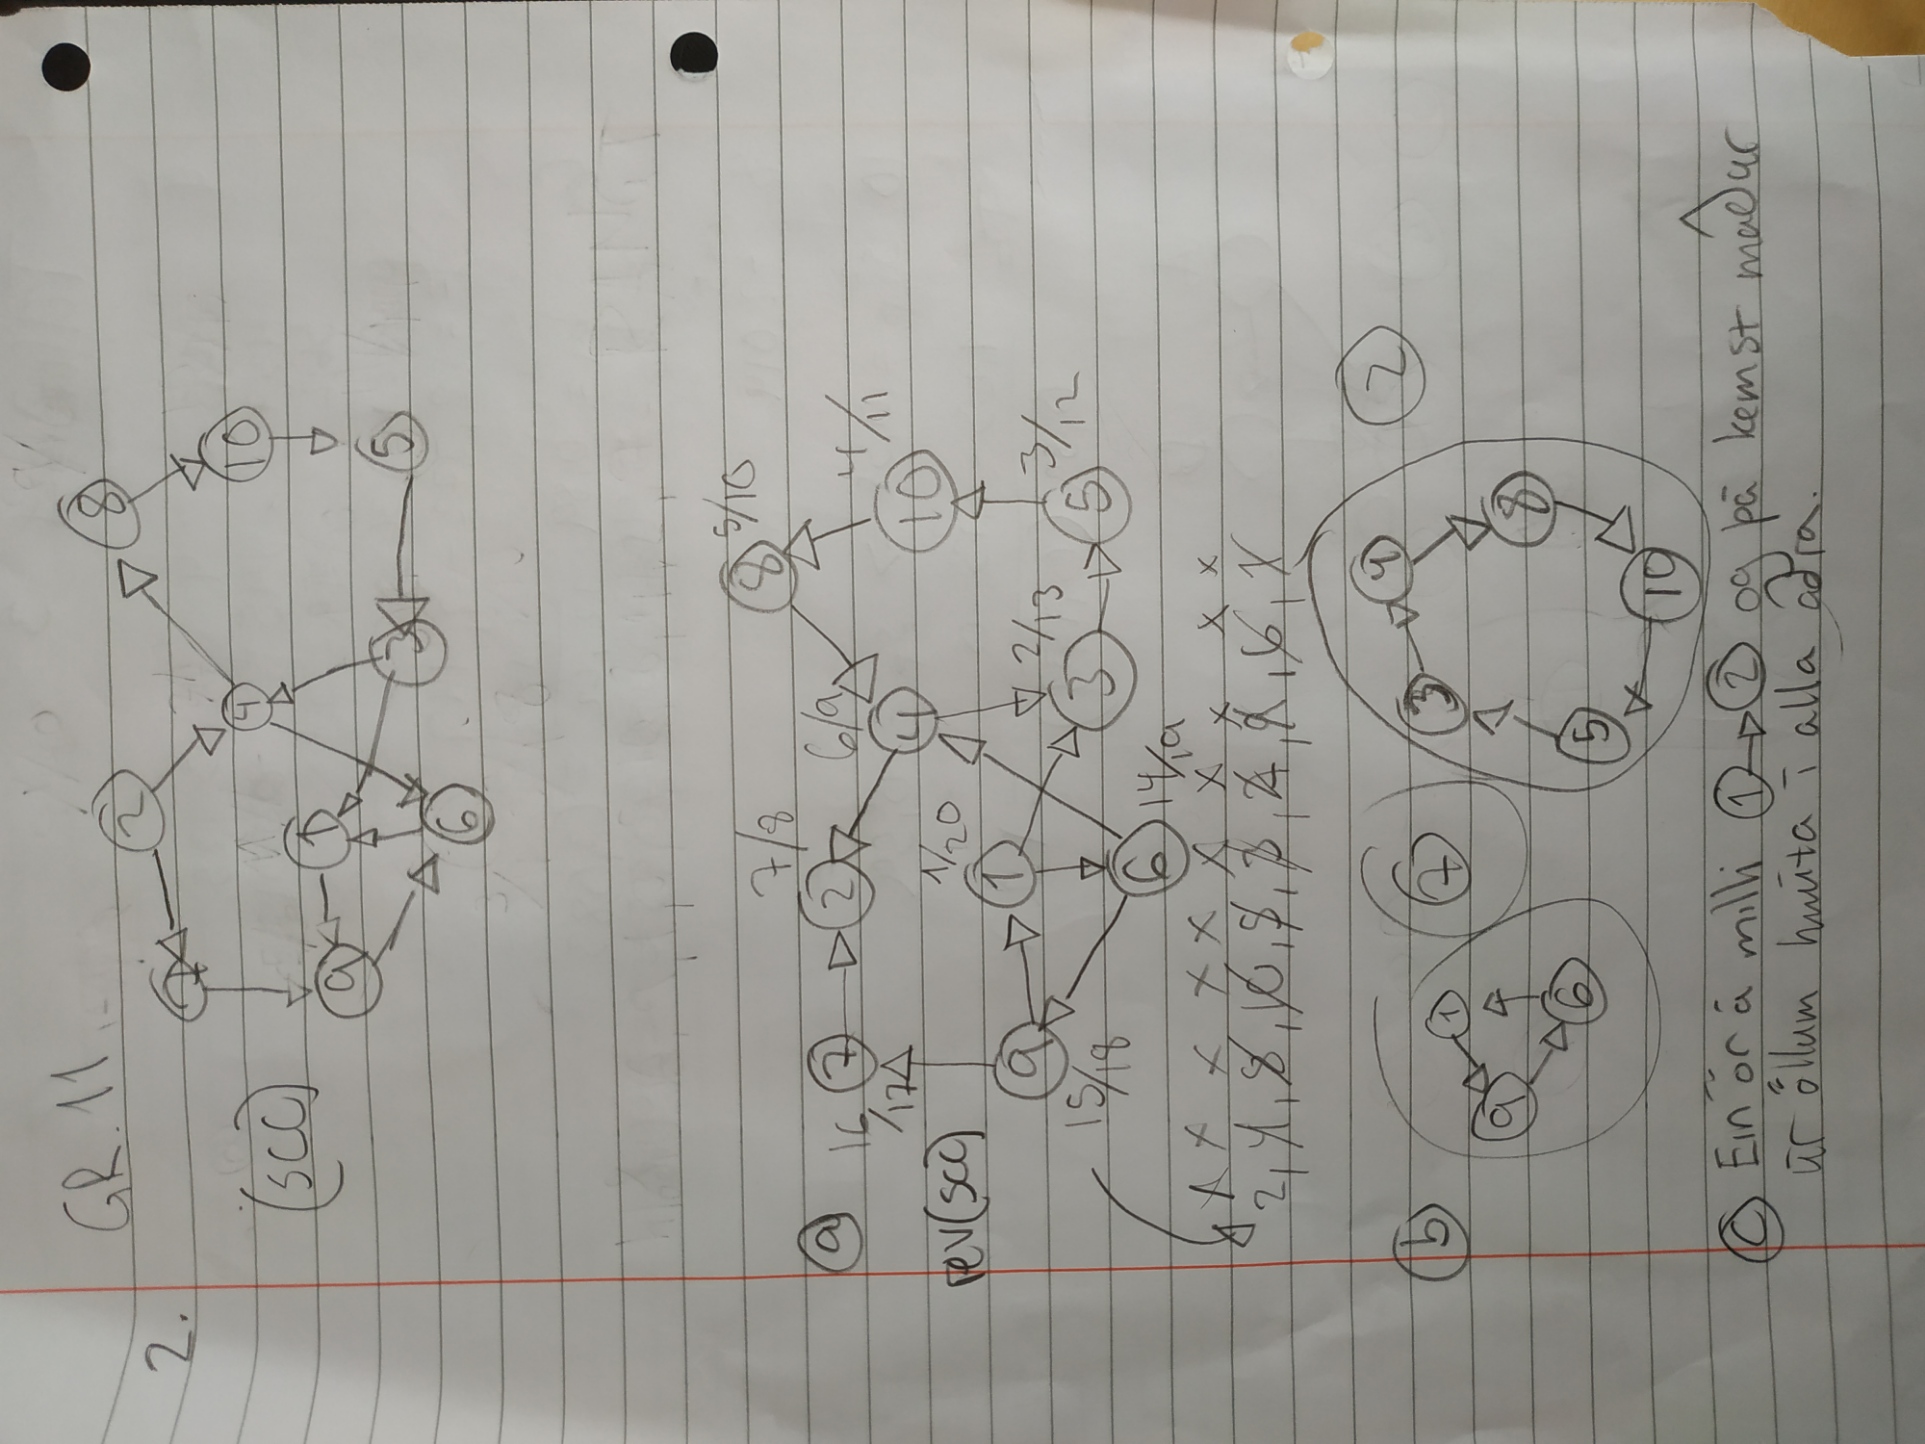 2. GR. 11
2 8
7 4 10
(SCC)
1
9 3 5
6
a 7 16/17 2 7/8 8 5/10
4 6/9 10 4/11
rev(SCC)
9 15/18 1 1/20 3 2/13 5 3/12
6 14/19
x x x x x x x x x x
2, 4, 8, 10, 5, 3, 7, 9, 6, 1
b 1 9 6 7 3 4 8 10 5 2
c Ein ör á milli 1 → 2 og þá kemst maður
úr öllum hnúta í alla aðra.